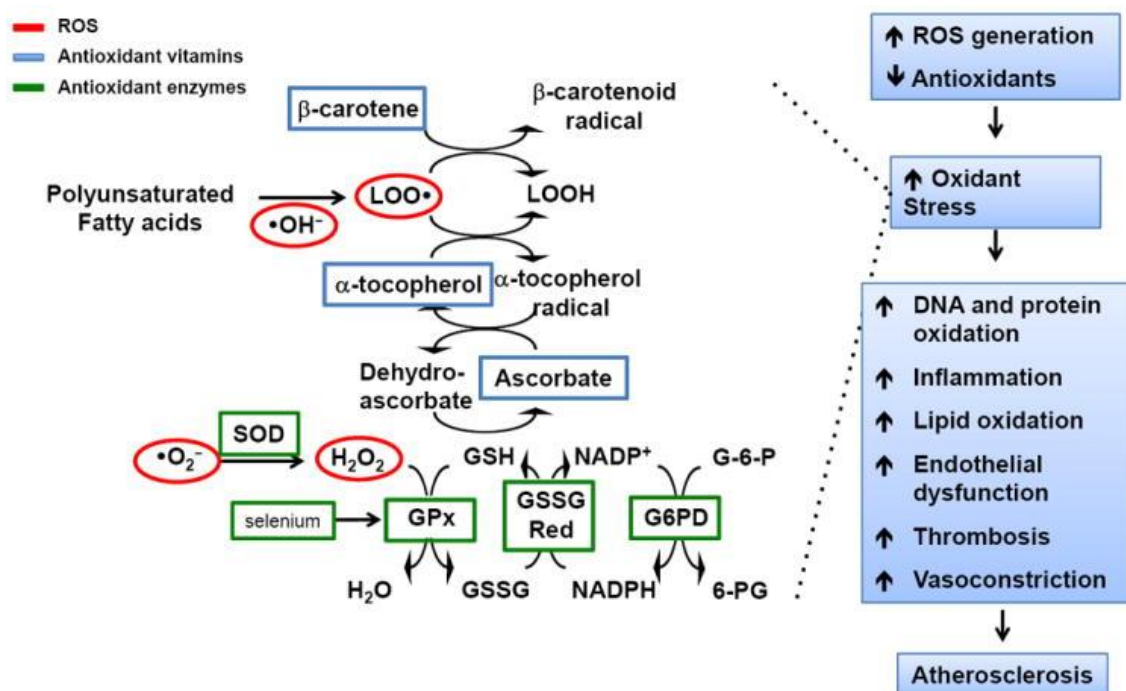 ROS
Antioxidant vitamins
Antioxidant enzymes
β-carotene
β-carotenoid
radical
Polyunsaturated
Fatty acids
•OH⁻
LOO•
LOOH
α-tocopherol
α-tocopherol
radical
Dehydro-
ascorbate
Ascorbate
•O₂⁻
SOD
H₂O₂
GSH
NADP⁺
G-6-P
selenium
GPx
GSSG
Red
G6PD
H₂O
GSSG
NADPH
6-PG
↑ ROS generation
↓ Antioxidants
↑ Oxidant
Stress
↑ DNA and protein
oxidation
↑ Inflammation
↑ Lipid oxidation
↑ Endothelial
dysfunction
↑ Thrombosis
↑ Vasoconstriction
Atherosclerosis